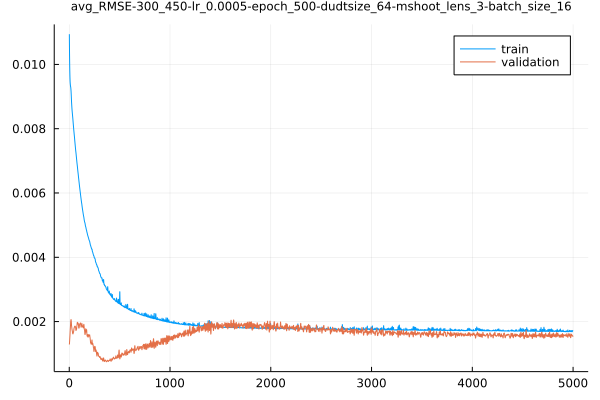 avg_RMSE-300_450-lr_0.0005-epoch_500-dudtsize_64-mshoot_lens_3-batch_size_16
train
validation
0.010
0.008
0.006
0.004
0.002
0 1000 2000 3000 4000 5000